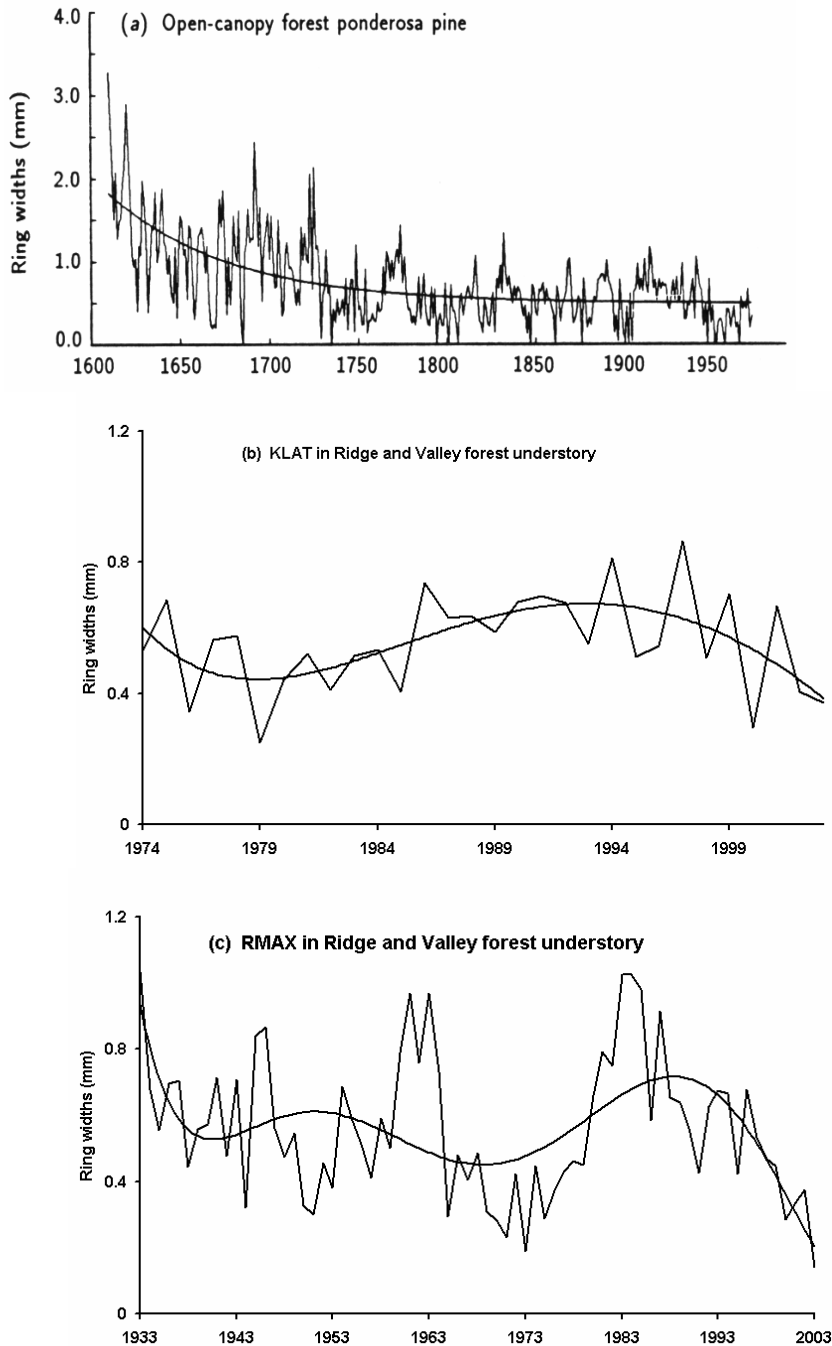 (a) Open-canopy forest ponderosa pine
Ring widths (mm)
4.0
3.0
2.0
1.0
0.0
1600 1650 1700 1750 1800 1850 1900 1950
(b) KLAT in Ridge and Valley forest understory
Ring widths (mm)
1.2
0.8
0.4
0
1974 1979 1984 1989 1994 1999
(c) RMAX in Ridge and Valley forest understory
Ring widths (mm)
1.2
0.8
0.4
0
1933 1943 1953 1963 1973 1983 1993 2003